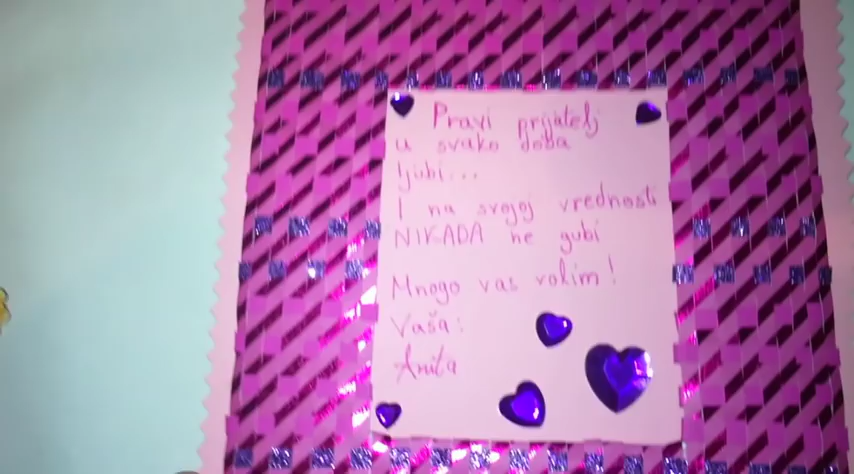 Pravi prijatelj
u svako doba
ljubi...
I na svojoj vrednosti
NIKADA ne gubi
Mnogo vas volim!
Vaša:
Anita